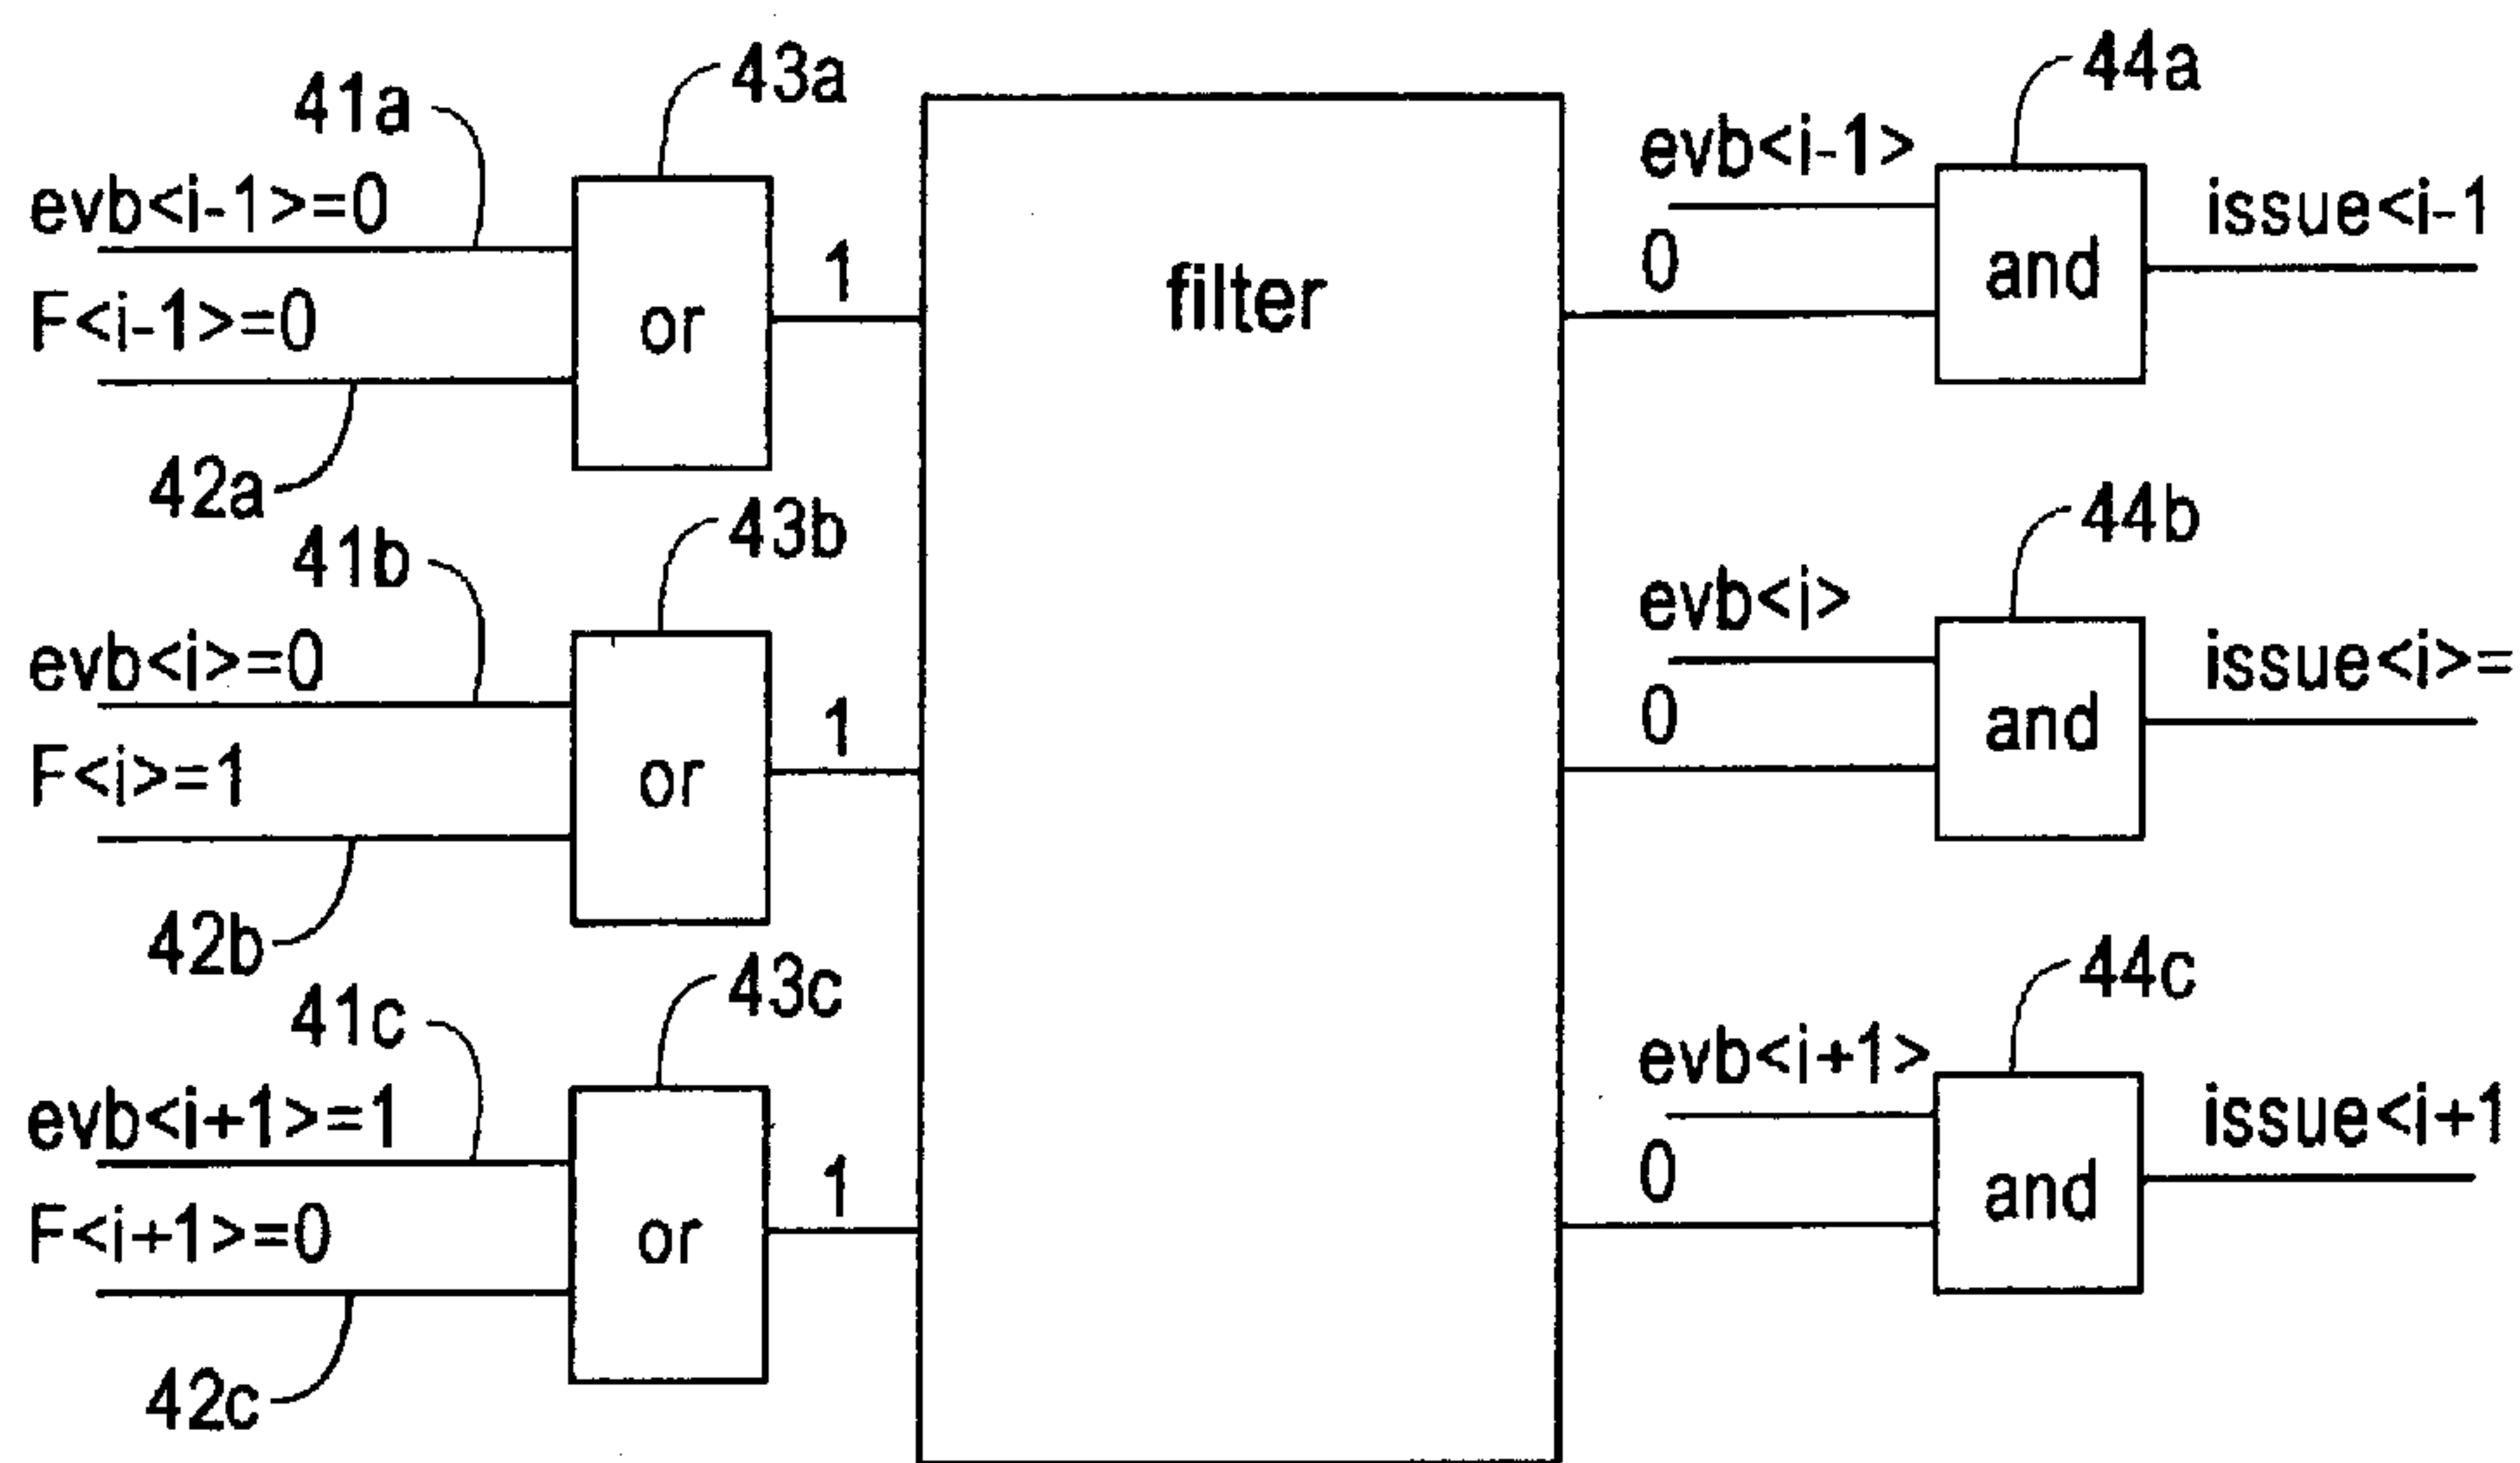 41a
43a
evb<i-1>=0
F<i-1>=0
or
1
42a
41b
43b
evb<i>=0
F<i>=1
or
1
42b
41c
43c
evb<i+1>=1
F<i+1>=0
or
1
42c
filter
44a
evb<i-1>
0
and
issue<i-1
44b
evb<i>
0
and
issue<i>=
44c
evb<i+1>
0
and
issue<i+1